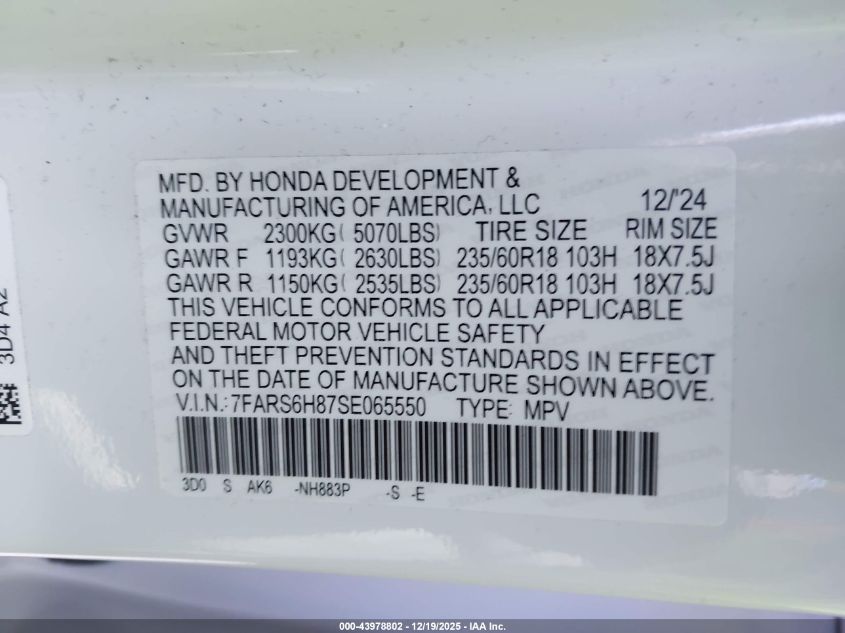 MFD. BY HONDA DEVELOPMENT &
MANUFACTURING OF AMERICA, LLC 12/'24
GVWR 2300KG( 5070LBS) TIRE SIZE RIM SIZE
GAWR F 1193KG( 2630LBS) 235/60R18 103H 18X7.5J
GAWR R 1150KG( 2535LBS) 235/60R18 103H 18X7.5J
THIS VEHICLE CONFORMS TO ALL APPLICABLE
FEDERAL MOTOR VEHICLE SAFETY
AND THEFT PREVENTION STANDARDS IN EFFECT
ON THE DATE OF MANUFACTURE SHOWN ABOVE.
V.I.N.:7FARS6H87SE065550 TYPE: MPV
3D0 S AK6 -NH883P -S -E
3D4 A2
000-43978802 - 12/19/2025 - IAA Inc.